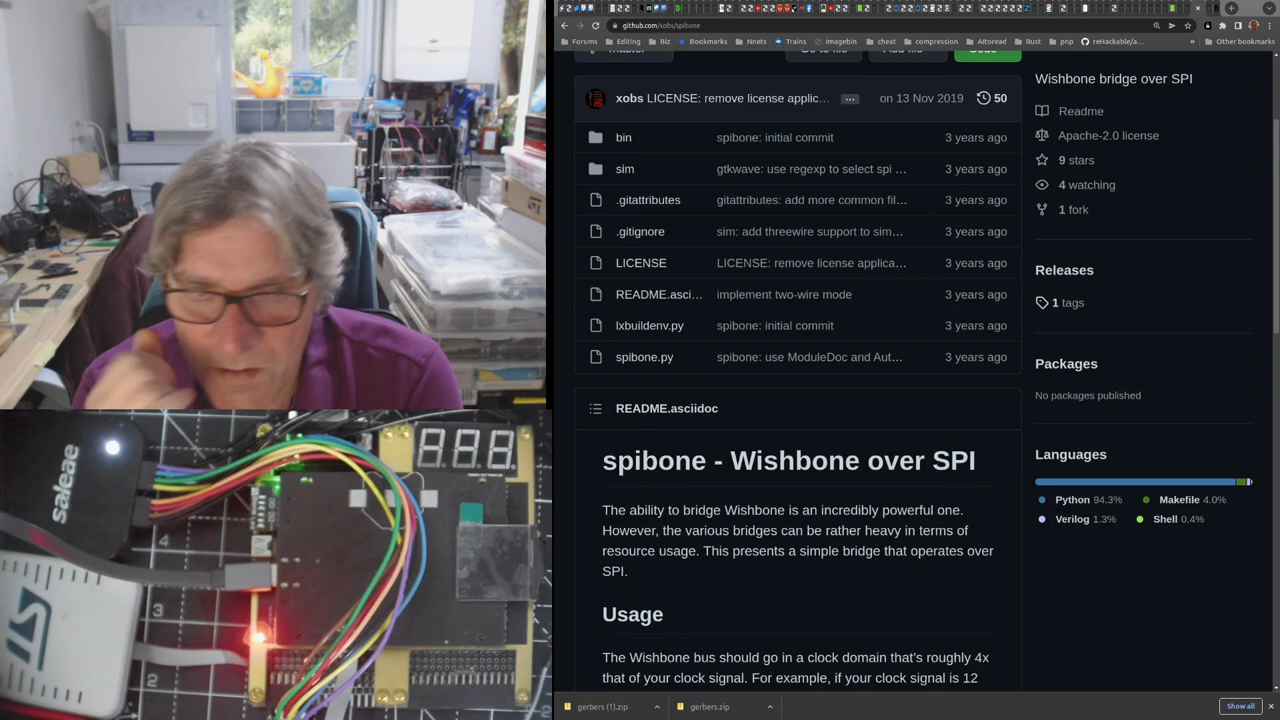 github.com/xobs/spibone
Forums
Editing
Biz
Bookmarks
Nnets
Trains
Imagebin
cheat
compression
AItoread
Rust
pnp
reHackable/a...
»
Other bookmarks
Wishbone bridge over SPI
xobs LICENSE: remove license applic... on 13 Nov 2019 50
Readme
bin spibone: initial commit 3 years ago
Apache-2.0 license
9 stars
sim gtkwave: use regexp to select spi ... 3 years ago
4 watching
.gitattributes gitattributes: add more common fil... 3 years ago
1 fork
.gitignore sim: add threewire support to sim... 3 years ago
LICENSE LICENSE: remove license applica... 3 years ago
Releases
README.asci... implement two-wire mode 3 years ago
1 tags
lxbuildenv.py spibone: initial commit 3 years ago
spibone.py spibone: use ModuleDoc and Aut... 3 years ago
Packages
No packages published
README.asciidoc
Languages
spibone - Wishbone over SPI
Python 94.3%
Makefile 4.0%
Verilog 1.3%
Shell 0.4%
The ability to bridge Wishbone is an incredibly powerful one.
However, the various bridges can be rather heavy in terms of
resource usage. This presents a simple bridge that operates over
SPI.
Usage
The Wishbone bus should go in a clock domain that's roughly 4x
that of your clock signal. For example, if your clock signal is 12
gerbers (1).zip
gerbers.zip
Show all
saleae
4
3
2
ST